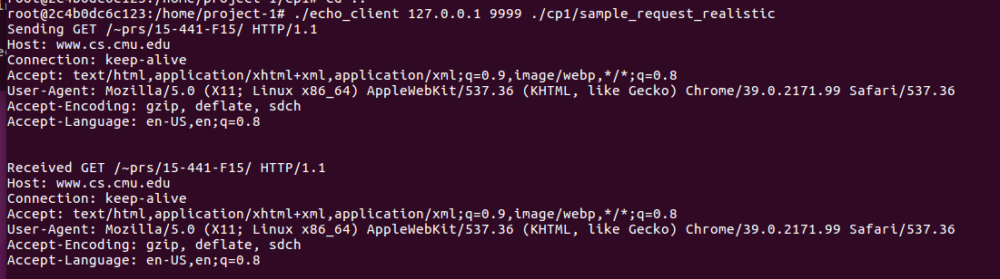 root@2c4b0dc6c123:/home/project-1/cp1# cd ..
root@2c4b0dc6c123:/home/project-1# ./echo_client 127.0.0.1 9999 ./cp1/sample_request_realistic
Sending GET /~prs/15-441-F15/ HTTP/1.1
Host: www.cs.cmu.edu
Connection: keep-alive
Accept: text/html,application/xhtml+xml,application/xml;q=0.9,image/webp,*/*;q=0.8
User-Agent: Mozilla/5.0 (X11; Linux x86_64) AppleWebKit/537.36 (KHTML, like Gecko) Chrome/39.0.2171.99 Safari/537.36
Accept-Encoding: gzip, deflate, sdch
Accept-Language: en-US,en;q=0.8
Received GET /~prs/15-441-F15/ HTTP/1.1
Host: www.cs.cmu.edu
Connection: keep-alive
Accept: text/html,application/xhtml+xml,application/xml;q=0.9,image/webp,*/*;q=0.8
User-Agent: Mozilla/5.0 (X11; Linux x86_64) AppleWebKit/537.36 (KHTML, like Gecko) Chrome/39.0.2171.99 Safari/537.36
Accept-Encoding: gzip, deflate, sdch
Accept-Language: en-US,en;q=0.8